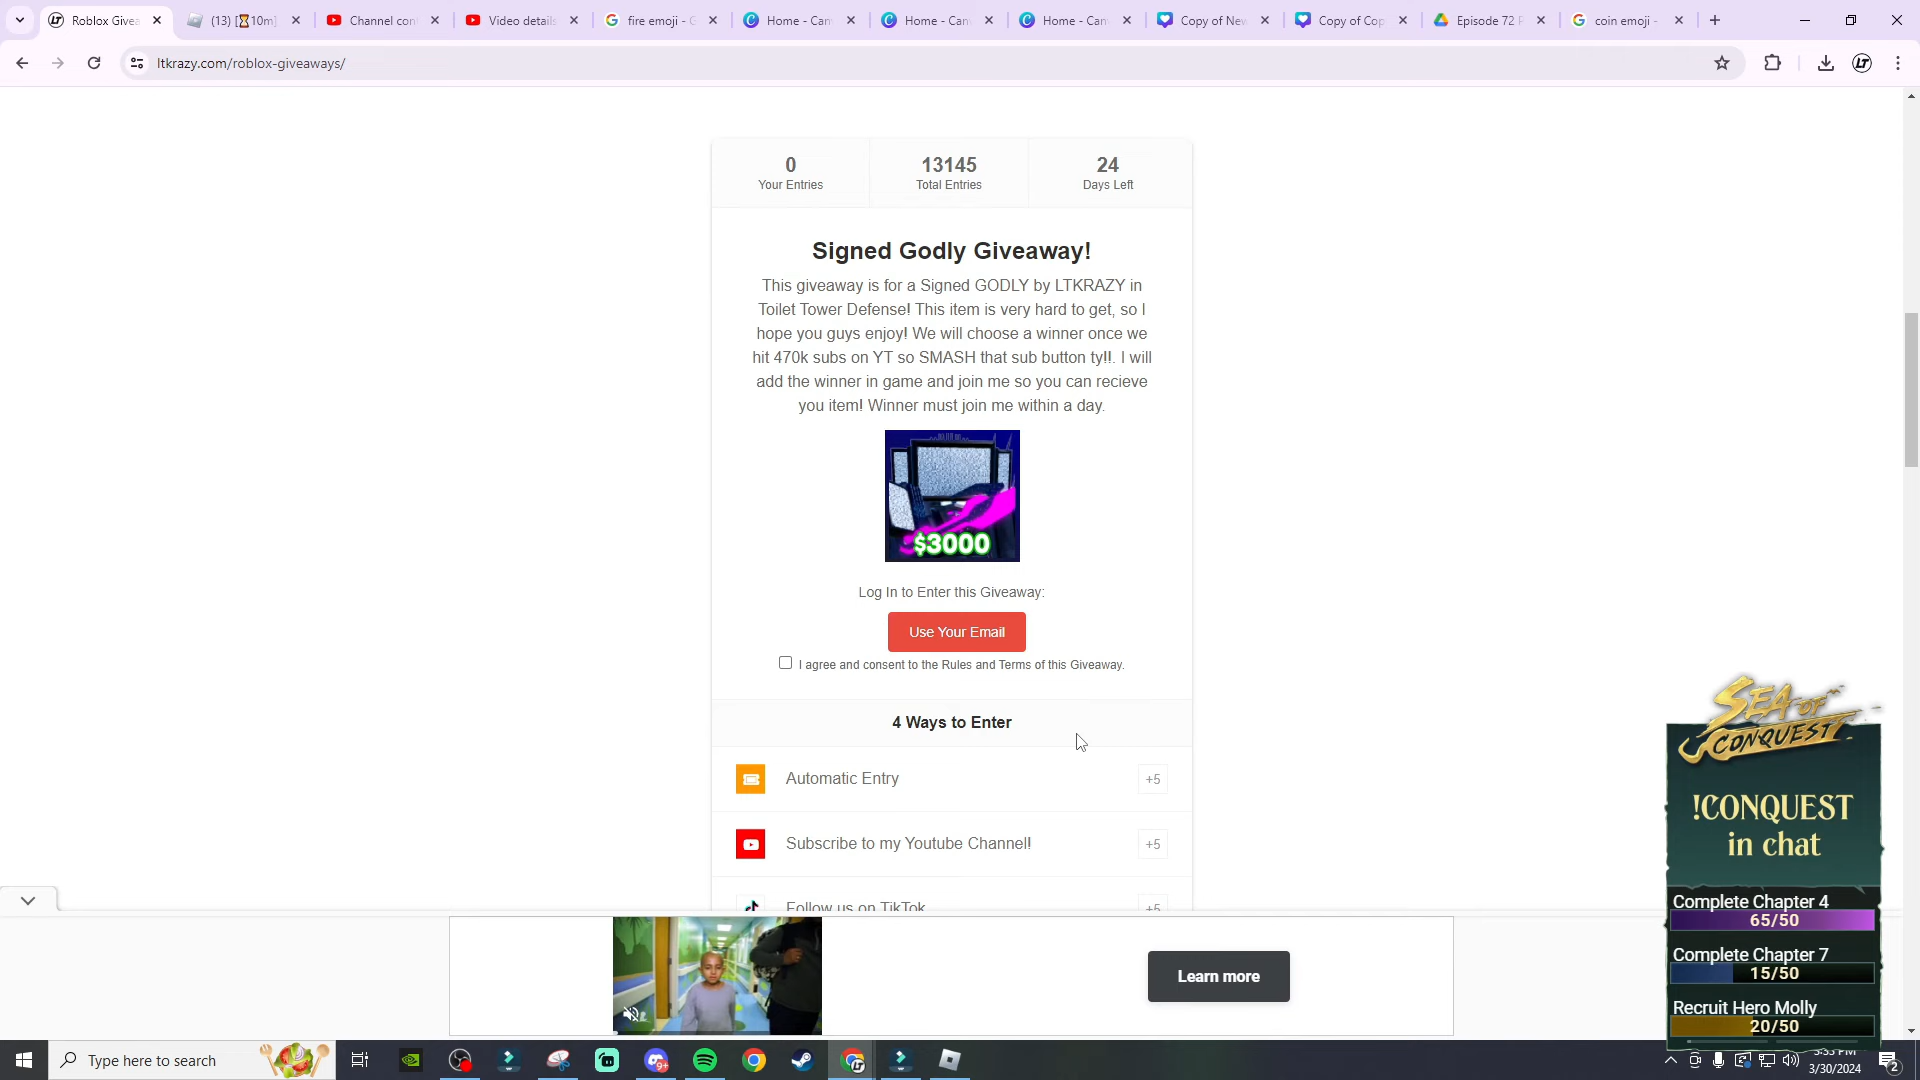 Roblox Givea
(13) [⌛10m]
Channel con
Video details
fire emoji - G
Home - Can
Home - Can
Home - Can
Copy of New
Copy of Cop
Episode 72 F
coin emoji -
ltkrazy.com/roblox-giveaways/
0
Your Entries
13145
Total Entries
24
Days Left
Signed Godly Giveaway!
This giveaway is for a Signed GODLY by LTKRAZY in
Toilet Tower Defense! This item is very hard to get, so I
hope you guys enjoy! We will choose a winner once we
hit 470k subs on YT so SMASH that sub button ty!!. I will
add the winner in game and join me so you can recieve
you item! Winner must join me within a day.
$3000
Log In to Enter this Giveaway:
Use Your Email
I agree and consent to the Rules and Terms of this Giveaway.
4 Ways to Enter
Automatic Entry
+5
Subscribe to my Youtube Channel!
+5
Follow us on TikTok
+5
Learn more
SEA OF
CONQUEST
!CONQUEST
in chat
Complete Chapter 4
65/50
Complete Chapter 7
15/50
Recruit Hero Molly
20/50
Type here to search
9+
3:33 PM
3/30/2024
2